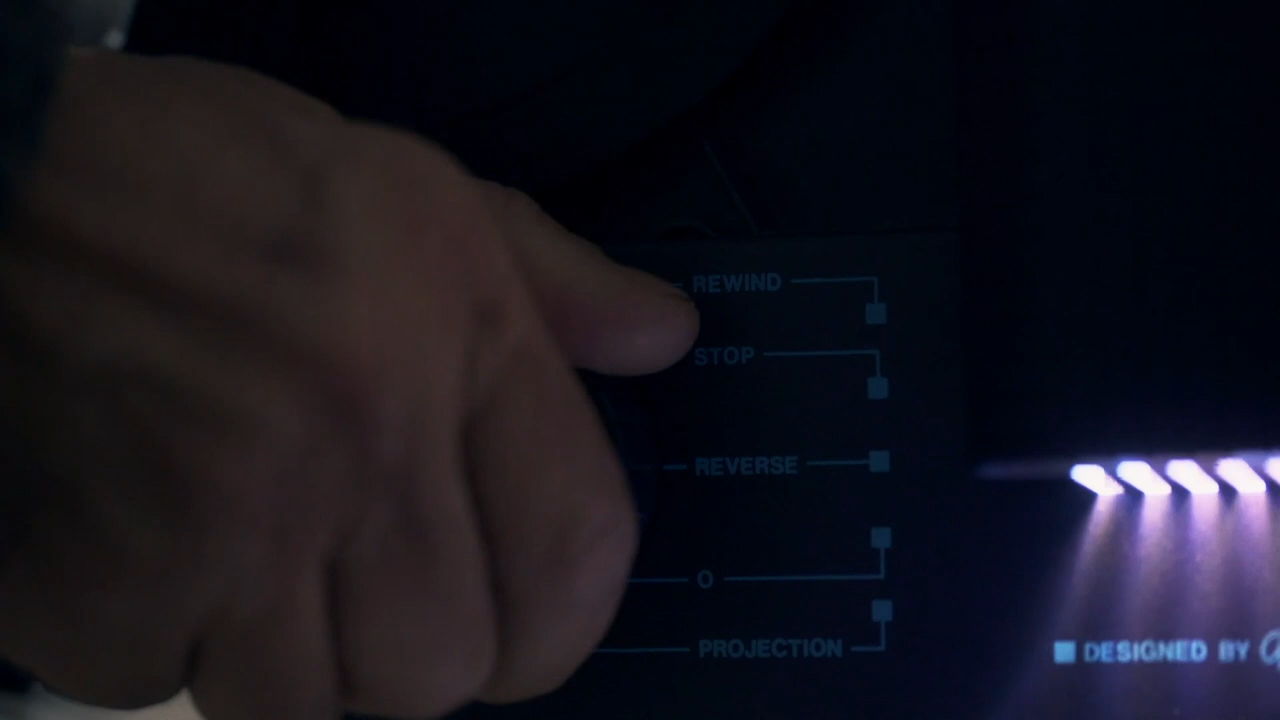 REWIND
STOP
REVERSE
O
PROJECTION
DESIGNED BY